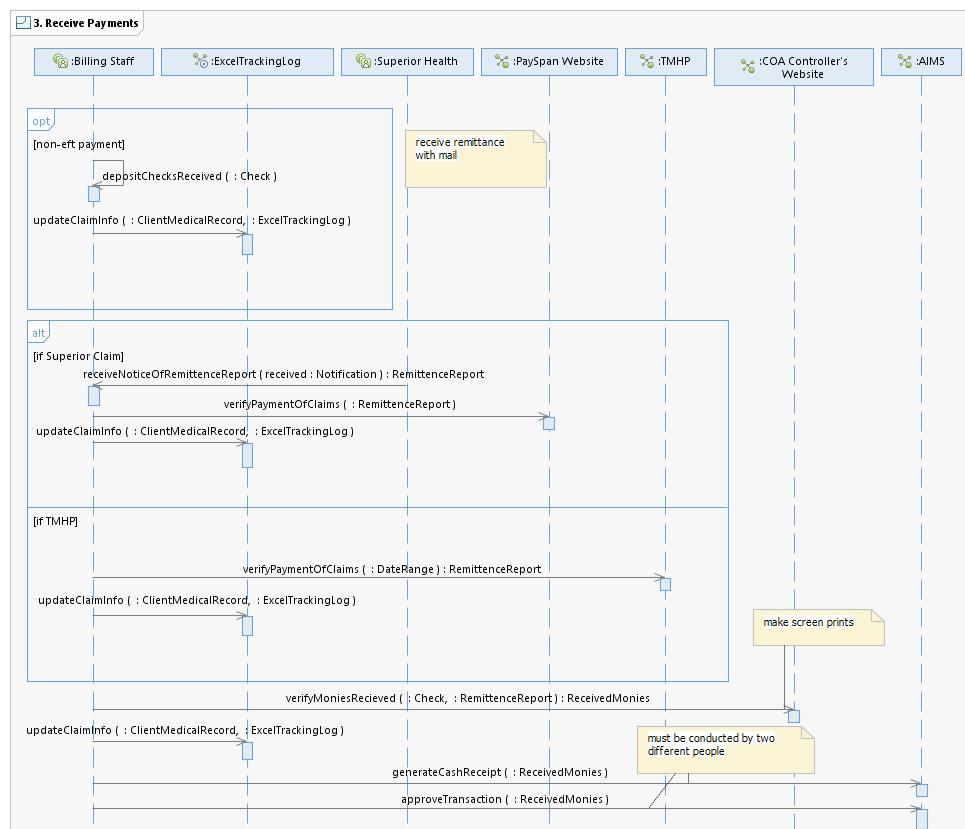 3. Receive Payments
:Billing Staff
:ExcelTrackingLog
:Superior Health
:PaySpan Website
:TMHP
:COA Controller's
Website
:AIMS
opt
[non-eft payment]
receive remittance
with mail
depositChecksReceived ( : Check )
updateClaimInfo ( : ClientMedicalRecord, : ExcelTrackingLog )
alt
[if Superior Claim]
receiveNoticeOfRemittenceReport ( received : Notification ) : RemittenceReport
verifyPaymentOfClaims ( : RemittenceReport )
updateClaimInfo ( : ClientMedicalRecord, : ExcelTrackingLog )
[if TMHP]
verifyPaymentOfClaims ( : DateRange ) : RemittenceReport
updateClaimInfo ( : ClientMedicalRecord, : ExcelTrackingLog )
make screen prints
verifyMoniesRecieved ( : Check, : RemittenceReport ) : ReceivedMonies
updateClaimInfo ( : ClientMedicalRecord, : ExcelTrackingLog )
must be conducted by two
different people
generateCashReceipt ( : ReceivedMonies )
approveTransaction ( : ReceivedMonies )